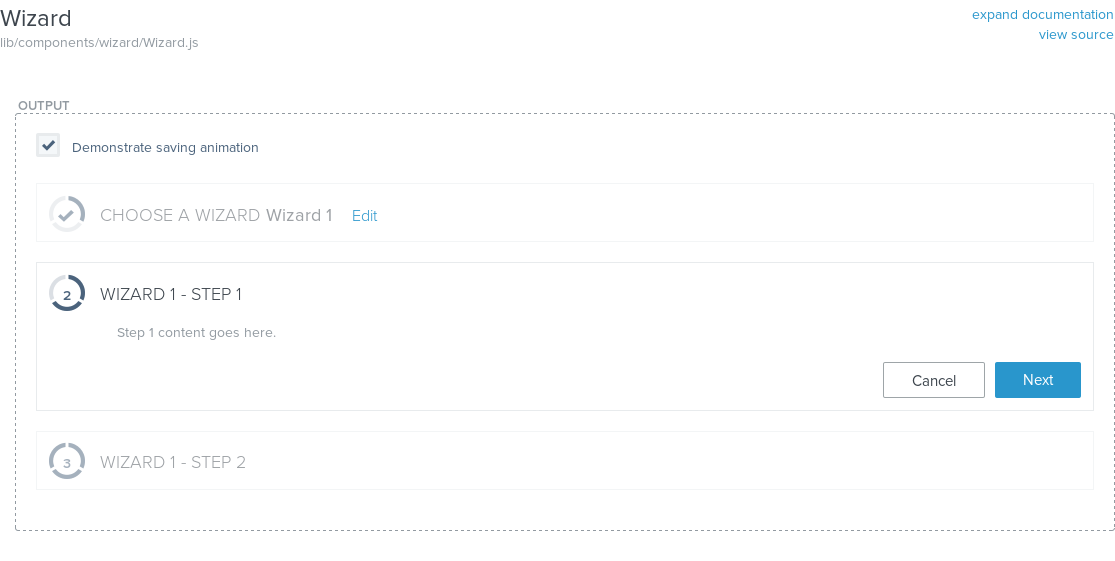 Wizard
expand documentation
lib/components/wizard/Wizard.js
view source
OUTPUT
Demonstrate saving animation
CHOOSE A WIZARD Wizard 1 Edit
2 WIZARD 1 - STEP 1
Step 1 content goes here.
Cancel Next
3 WIZARD 1 - STEP 2